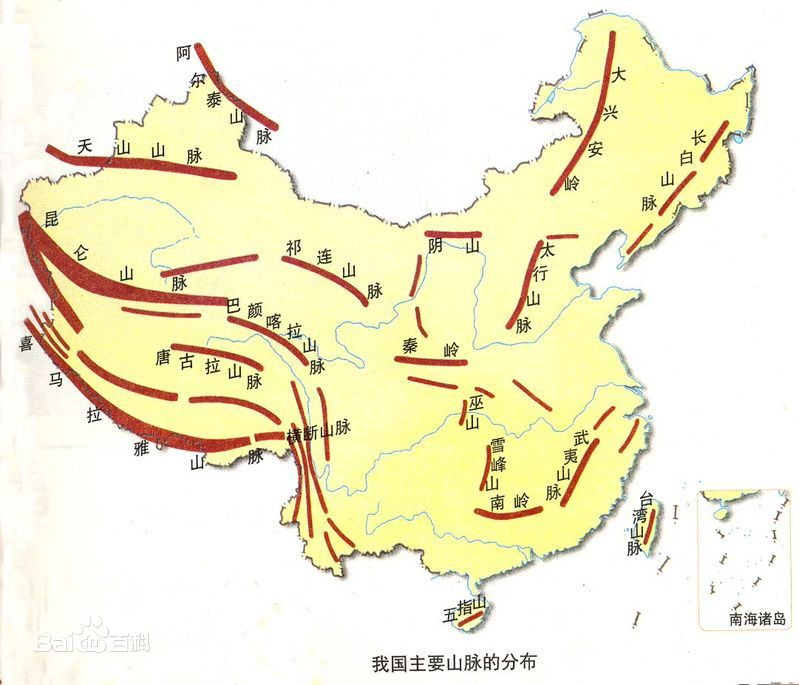 阿尔泰山脉
天山山脉
大兴安岭
长白山脉
昆仑山脉
祁连山脉
阴山
太行山脉
巴颜喀拉山脉
唐古拉山脉
秦岭
喜马拉雅山脉
横断山脉
巫山
雪峰山
武夷山脉
南岭
台湾山脉
五指山
南海诸岛
Bai百科
我国主要山脉的分布